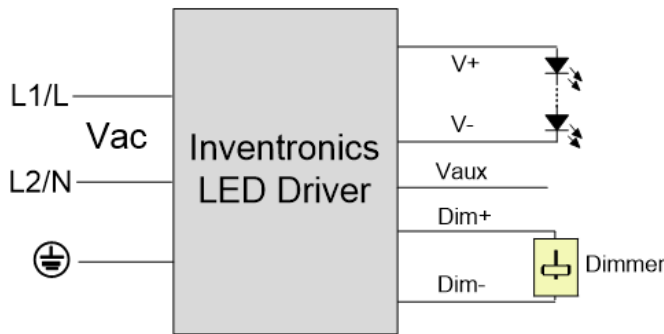 L1/L
Vac
L2/N
Inventronics
LED Driver
V+
V-
Vaux
Dim+
Dim-
Dimmer